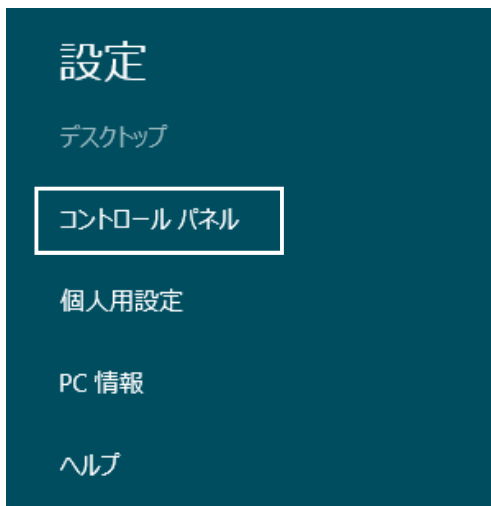 設定
デスクトップ
コントロール パネル
個人用設定
PC 情報
ヘルプ